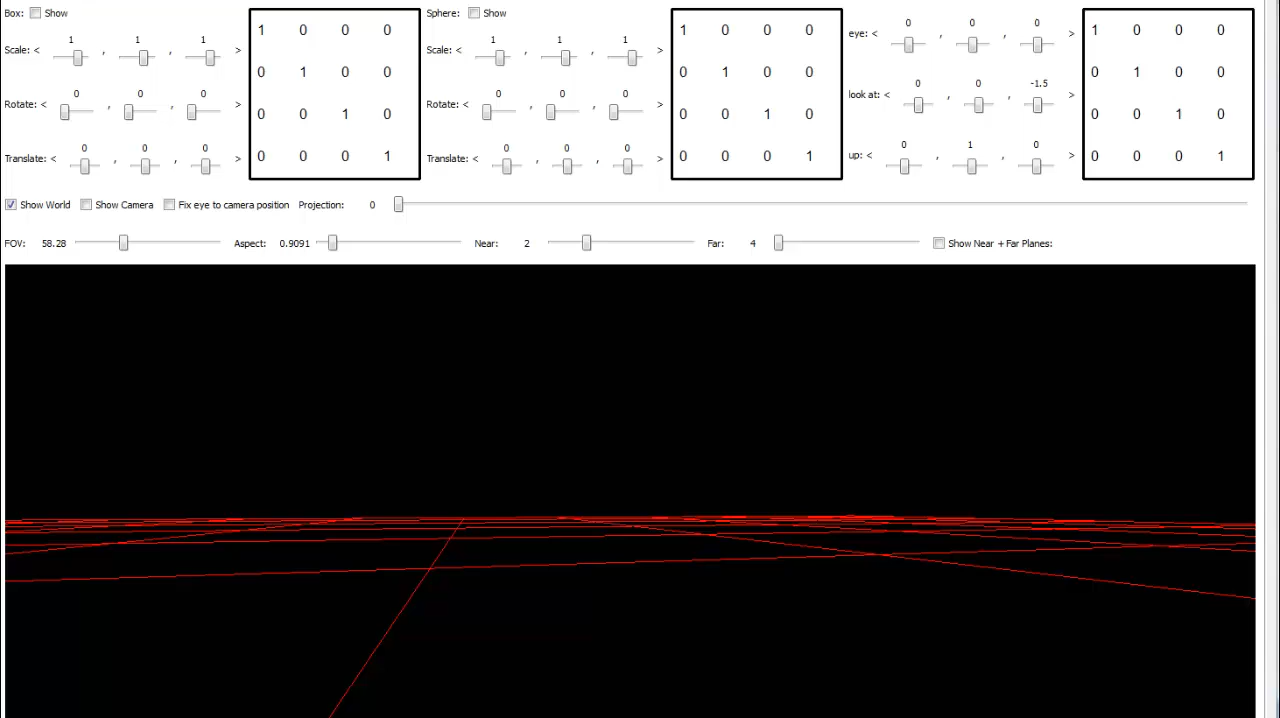 Box: Show
1 1 1
Scale: < , , >
0 0 0
Rotate: < , , >
0 0 0
Translate: < , , >
1 0 0 0
0 1 0 0
0 0 1 0
0 0 0 1
Sphere: Show
1 1 1
Scale: < , , >
0 0 0
Rotate: < , , >
0 0 0
Translate: < , , >
1 0 0 0
0 1 0 0
0 0 1 0
0 0 0 1
0 0 0
eye: < , , >
0 0 -1.5
look at: < , , >
0 1 0
up: < , , >
1 0 0 0
0 1 0 0
0 0 1 0
0 0 0 1
Show World Show Camera Fix eye to camera position Projection: 0
FOV: 58.28 Aspect: 0.9091 Near: 2 Far: 4 Show Near +Far Planes: